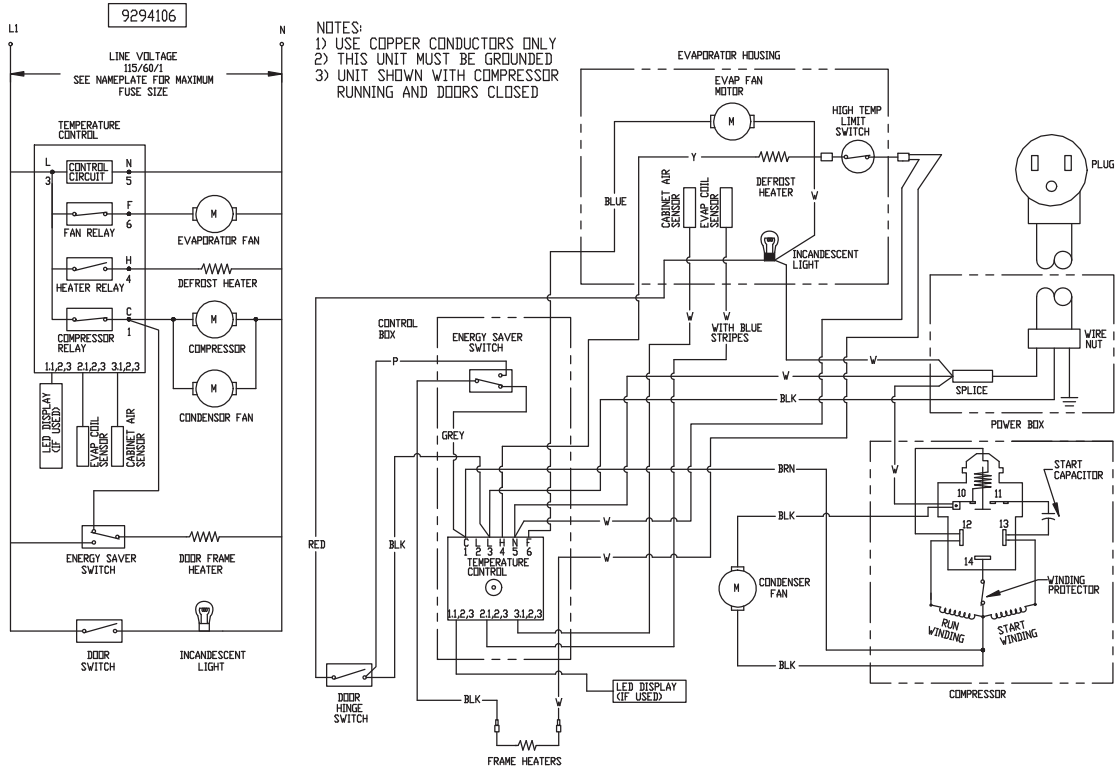 9294106
L1
N
LINE VOLTAGE
115/60/1
SEE NAMEPLATE FOR MAXIMUM
FUSE SIZE
NOTES:
1) USE COPPER CONDUCTORS ONLY
2) THIS UNIT MUST BE GROUNDED
3) UNIT SHOWN WITH COMPRESSOR
RUNNING AND DOORS CLOSED
TEMPERATURE
CONTROL
L
3
CONTROL
CIRCUIT
N
5
FAN RELAY
F
6
M
EVAPORATOR FAN
HEATER RELAY
H
4
DEFROST HEATER
COMPRESSOR
RELAY
C
1
M
COMPRESSOR
M
CONDENSOR FAN
1.1,2,3
2.1,2,3
3.1,2,3
LED DISPLAY
(IF USED)
EVAP COIL
SENSOR
CABINET AIR
SENSOR
ENERGY SAVER
SWITCH
DOOR FRAME
HEATER
DOOR
SWITCH
INCANDESCENT
LIGHT
EVAPORATOR HOUSING
EVAP FAN
MOTOR
M
HIGH TEMP
LIMIT
SWITCH
Y
DEFROST
HEATER
BLUE
CABINET AIR
SENSOR
EVAP COIL
SENSOR
W
INCANDESCENT
LIGHT
W
W
WITH BLUE
STRIPES
PLUG
WIRE
NUT
SPLICE
POWER BOX
W
W
BLK
CONTROL
BOX
ENERGY SAVER
SWITCH
P
GREY
BRN
W
W
RED
BLK
C
L
L
H
N
F
1
2
3
4
5
6
TEMPERATURE
CONTROL
1.1,2,3
2.1,2,3
3.1,2,3
DOOR
HINGE
SWITCH
LED DISPLAY
(IF USED)
BLK
W
FRAME HEATERS
BLK
M
CONDENSER
FAN
BLK
W
START
CAPACITOR
10
11
12
13
14
WINDING
PROTECTOR
RUN
WINDING
START
WINDING
COMPRESSOR